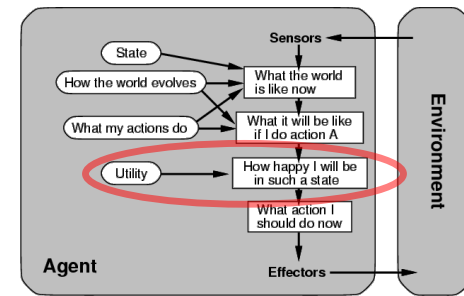 Sensors
State
How the world evolves
What my actions do
What the world
is like now
What it will be like
if I do action A
Utility
How happy I will be
in such a state
What action I
should do now
Agent
Effectors
Environment